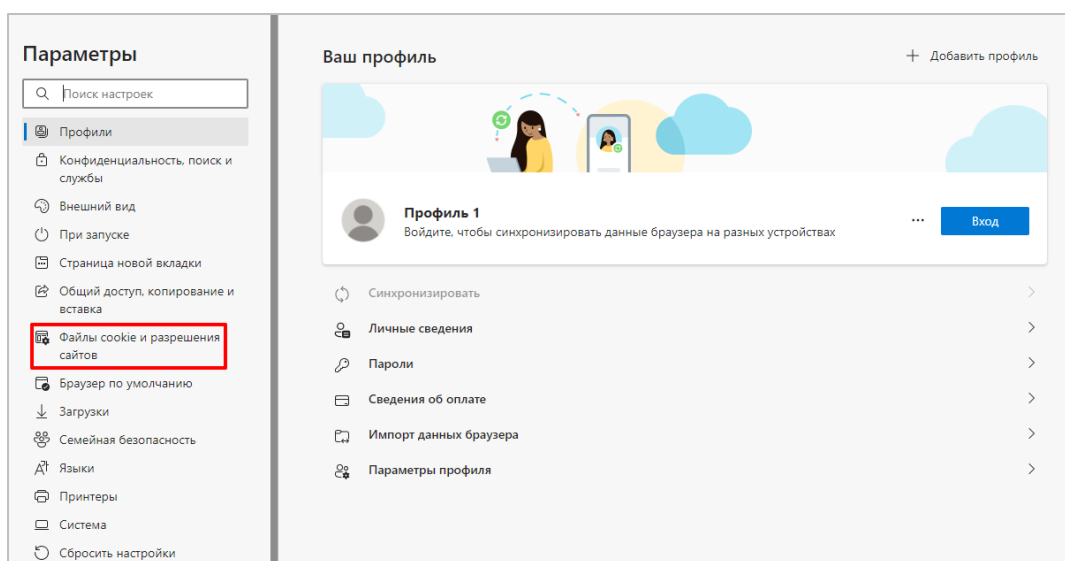 Параметры
Поиск настроек
Профили
Конфиденциальность, поиск и
службы
Внешний вид
При запуске
Страница новой вкладки
Общий доступ, копирование и
вставка
Файлы cookie и разрешения
сайтов
Браузер по умолчанию
Загрузки
Семейная безопасность
Языки
Принтеры
Система
Сбросить настройки
Ваш профиль
Добавить профиль
Профиль 1
Войдите, чтобы синхронизировать данные браузера на разных устройствах
Вход
Синхронизировать
Личные сведения
Пароли
Сведения об оплате
Импорт данных браузера
Параметры профиля